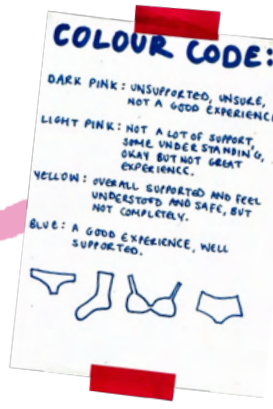 COLOUR CODE:
DARK PINK: UNSUPPORTED, UNSURE,
NOT A GOOD EXPERIENCE
LIGHT PINK: NOT A LOT OF SUPPORT,
SOME UNDERSTANDING,
OKAY BUT NOT GREAT
EXPERIENCE.
YELLOW: OVERALL SUPPORTED AND FEEL
UNDERSTOOD AND SAFE, BUT
NOT COMPLETELY.
BLUE: A GOOD EXPERIENCE, WELL
SUPPORTED.